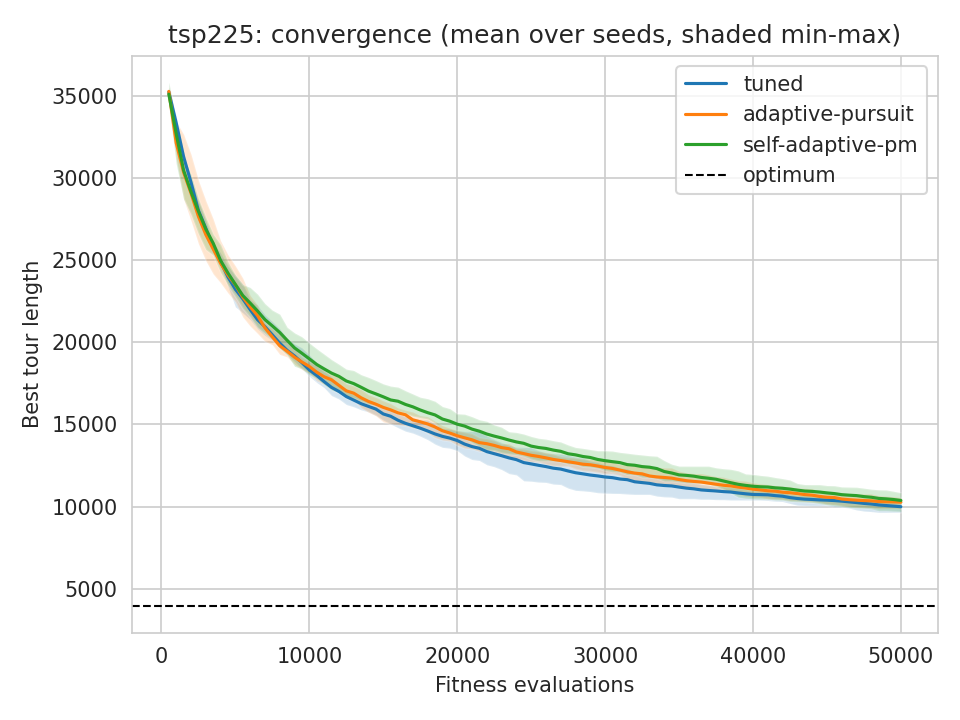 tsp225: convergence (mean over seeds, shaded min-max)
tuned
adaptive-pursuit
self-adaptive-pm
optimum
Best tour length
35000
30000
25000
20000
15000
10000
5000
0 10000 20000 30000 40000 50000
Fitness evaluations